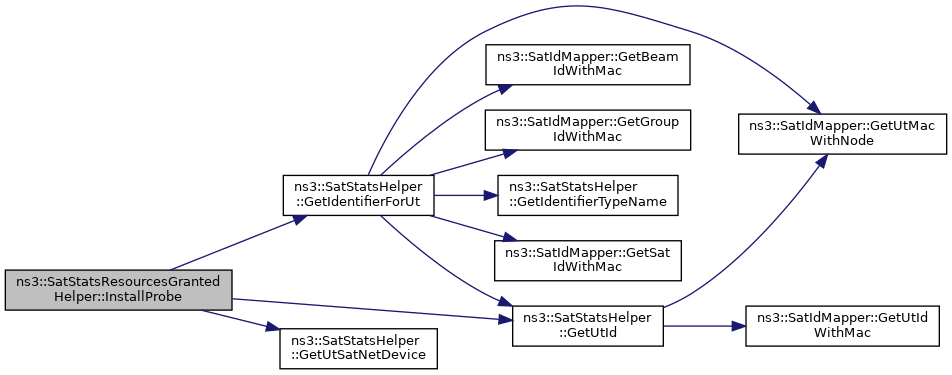 ns3::SatIdMapper::GetBeam
IdWithMac
ns3::SatIdMapper::GetGroup
IdWithMac
ns3::SatIdMapper::GetUtMac
WithNode
ns3::SatStatsHelper
::GetIdentifierForUt
ns3::SatStatsHelper
::GetIdentifierTypeName
ns3::SatIdMapper::GetSat
IdWithMac
ns3::SatStatsResourcesGranted
Helper::InstallProbe
ns3::SatStatsHelper
::GetUtId
ns3::SatIdMapper::GetUtId
WithMac
ns3::SatStatsHelper
::GetUtSatNetDevice